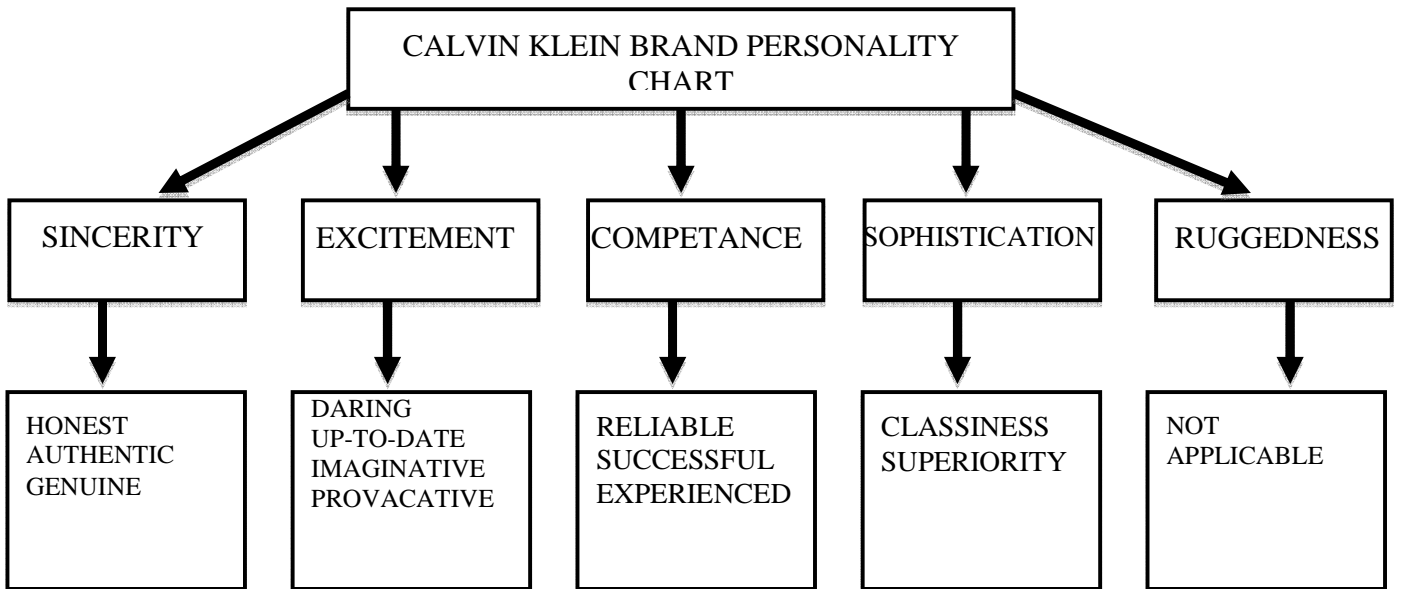 CALVIN KLEIN BRAND PERSONALITY
CHART
SINCERITY
EXCITEMENT
COMPETANCE
SOPHISTICATION
RUGGEDNESS
HONEST
AUTHENTIC
GENUINE
DARING
UP-TO-DATE
IMAGINATIVE
PROVACATIVE
RELIABLE
SUCCESSFUL
EXPERIENCED
CLASSINESS
SUPERIORITY
NOT
APPLICABLE